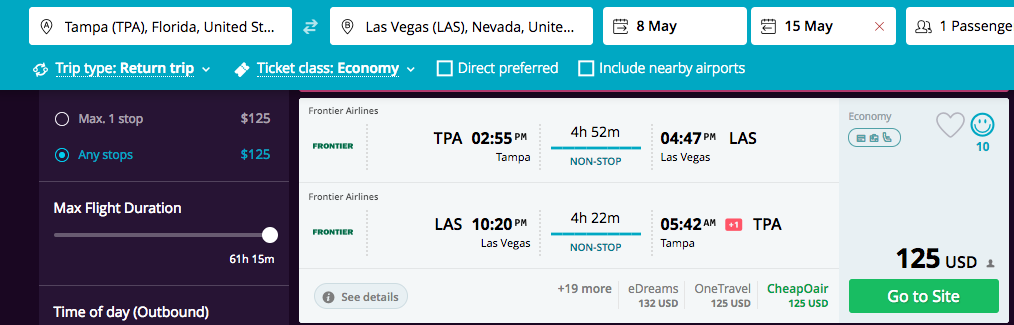 Tampa (TPA), Florida, United St...
Las Vegas (LAS), Nevada, Unite...
8 May
15 May
1 Passenge
Trip type: Return trip
Ticket class: Economy
Direct preferred
Include nearby airports
Max. 1 stop $125
Any stops $125
Max Flight Duration
61h 15m
Time of day (Outbound)
Frontier Airlines
FRONTIER
TPA 02:55 PM
Tampa
4h 52m
NON-STOP
04:47 PM LAS
Las Vegas
Frontier Airlines
FRONTIER
LAS 10:20 PM
Las Vegas
4h 22m
NON-STOP
05:42 AM +1 TPA
Tampa
See details
+19 more
eDreams
132 USD
OneTravel
125 USD
CheapOair
125 USD
Economy
10
125 USD
Go to Site